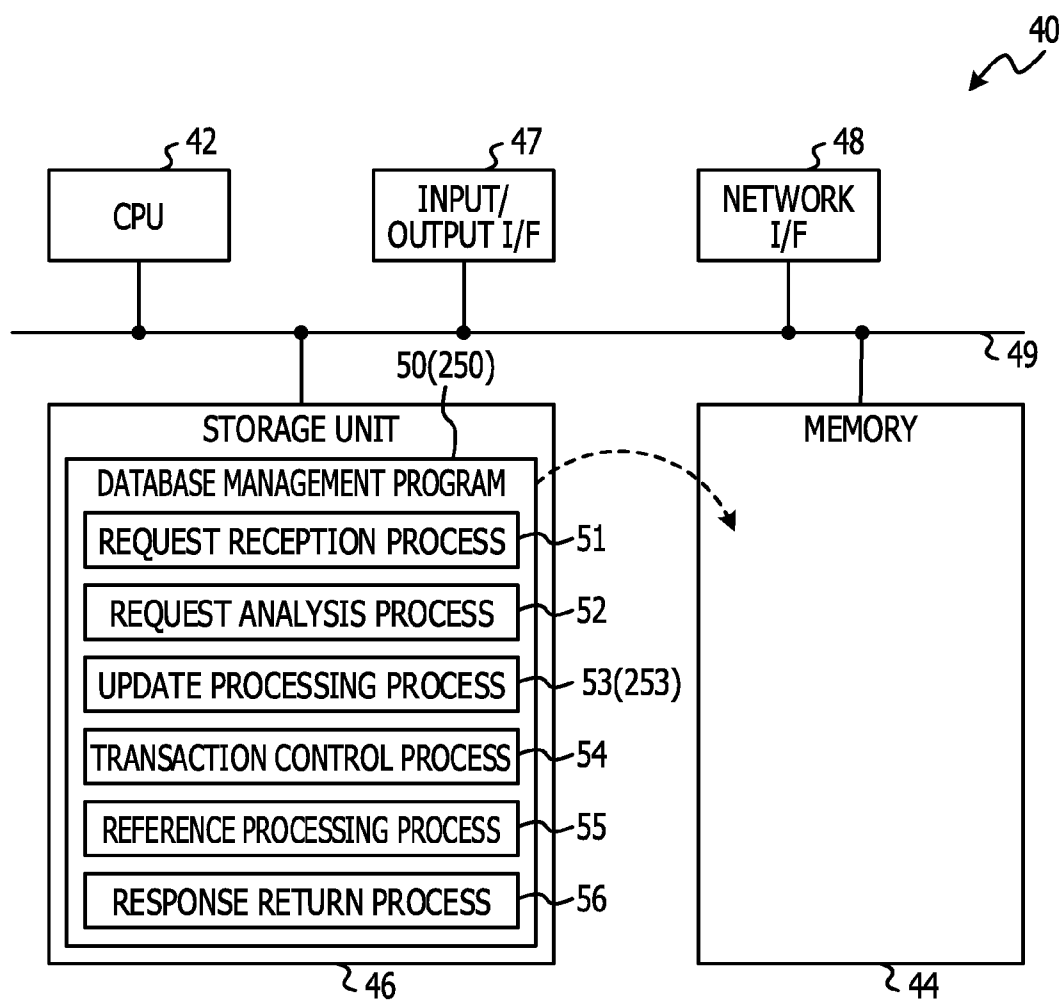 40
42
47
48
CPU
INPUT/
OUTPUT I/F
NETWORK
I/F
49
50(250)
STORAGE UNIT
MEMORY
DATABASE MANAGEMENT PROGRAM
REQUEST RECEPTION PROCESS
51
REQUEST ANALYSIS PROCESS
52
UPDATE PROCESSING PROCESS
53(253)
TRANSACTION CONTROL PROCESS
54
REFERENCE PROCESSING PROCESS
55
RESPONSE RETURN PROCESS
56
46
44